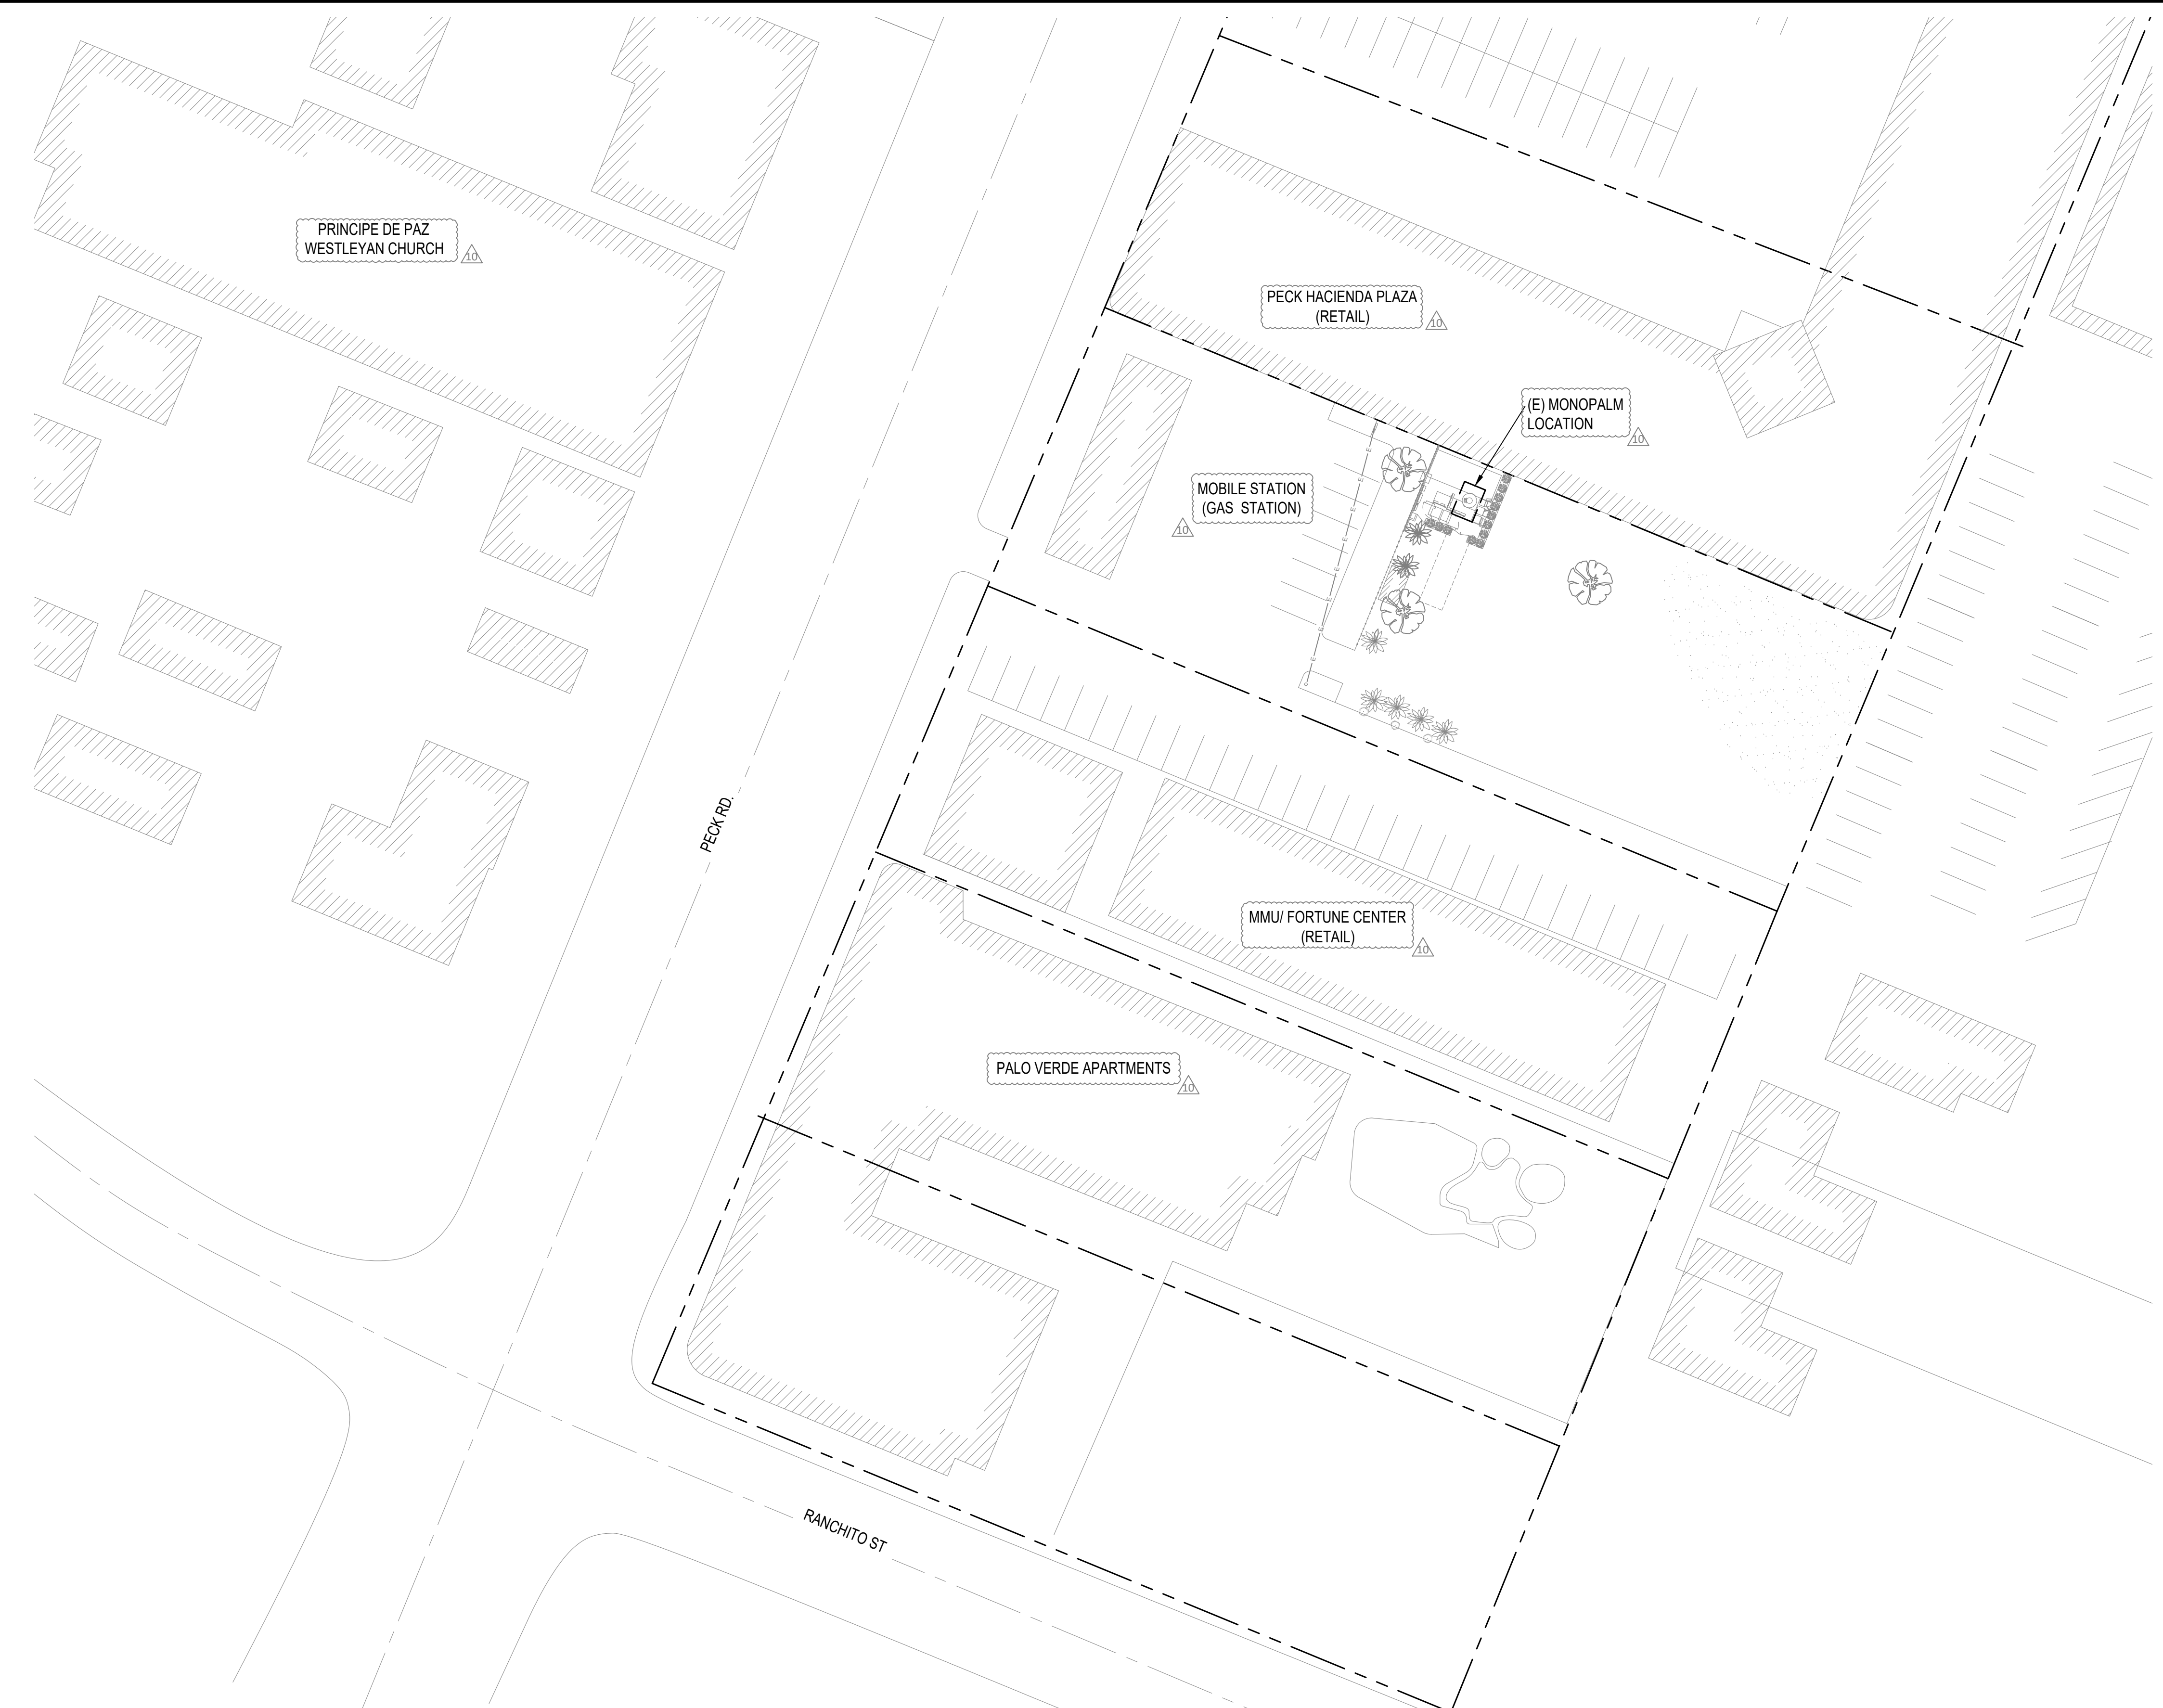 PRINCIPE DE PAZ
WESTLEYAN CHURCH
10
PECK HACIENDA PLAZA
(RETAIL)
10
(E) MONOPALM
LOCATION
10
MOBILE STATION
(GAS  STATION)
10
E
E
E
E
E
E
E
E
PECK RD.
MMU/ FORTUNE CENTER
(RETAIL)
10
PALO VERDE APARTMENTS
10
RANCHITO ST